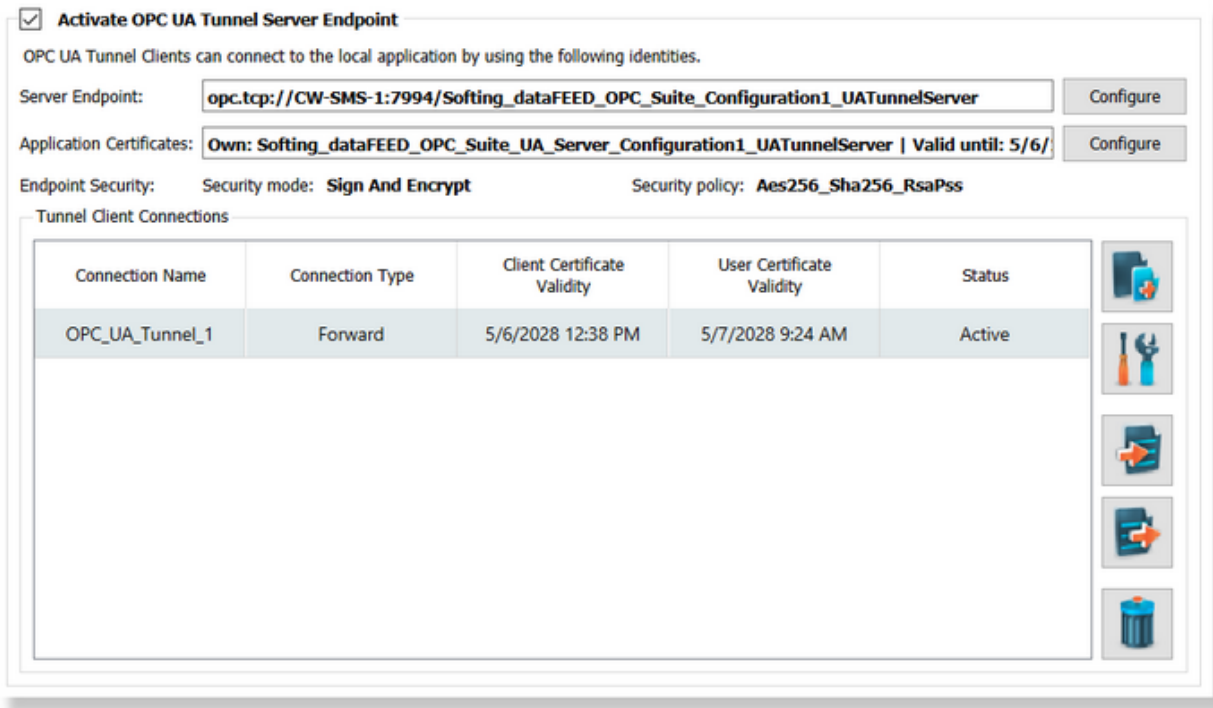 Activate OPC UA Tunnel Server Endpoint
OPC UA Tunnel Clients can connect to the local application by using the following identities.
Server Endpoint: opc.tcp://CW-SMS-1:7994/Softing_dataFEED_OPC_Suite_Configuration1_UATunnelServer Configure
Application Certificates: Own: Softing_dataFEED_OPC_Suite_UA_Server_Configuration1_UATunnelServer | Valid until: 5/6/ Configure
Endpoint Security: Security mode: Sign And Encrypt Security policy: Aes256_Sha256_RsaPss
Tunnel Client Connections
Connection Name Connection Type Client Certificate Validity User Certificate Validity Status
OPC_UA_Tunnel_1 Forward 5/6/2028 12:38 PM 5/7/2028 9:24 AM Active